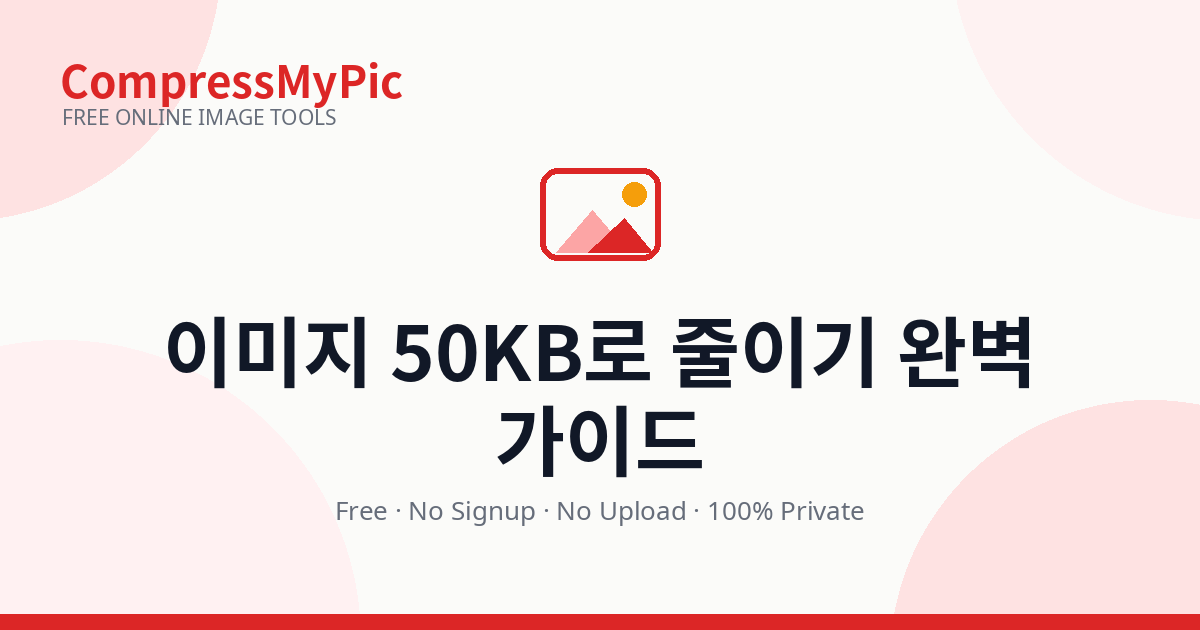 CompressMyPic
FREE ONLINE IMAGE TOOLS
이미지 50KB로 줄이기 완벽
가이드
Free · No Signup · No Upload · 100% Private